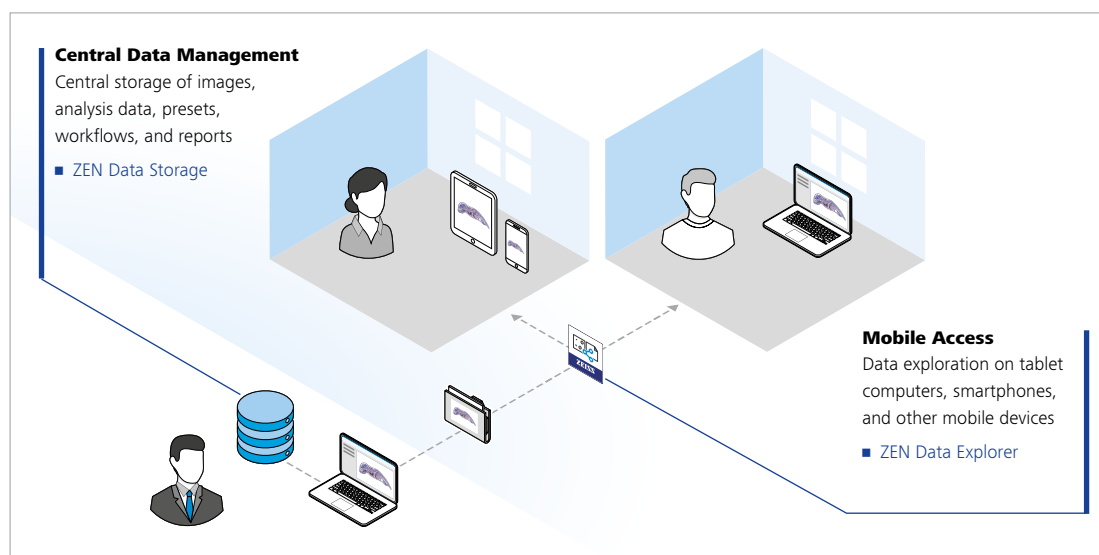 Central Data Management
Central storage of images,
analysis data, presets,
workflows, and reports
ZEN Data Storage
ZEISS
Mobile Access
Data exploration on tablet
computers, smartphones,
and other mobile devices
ZEN Data Explorer